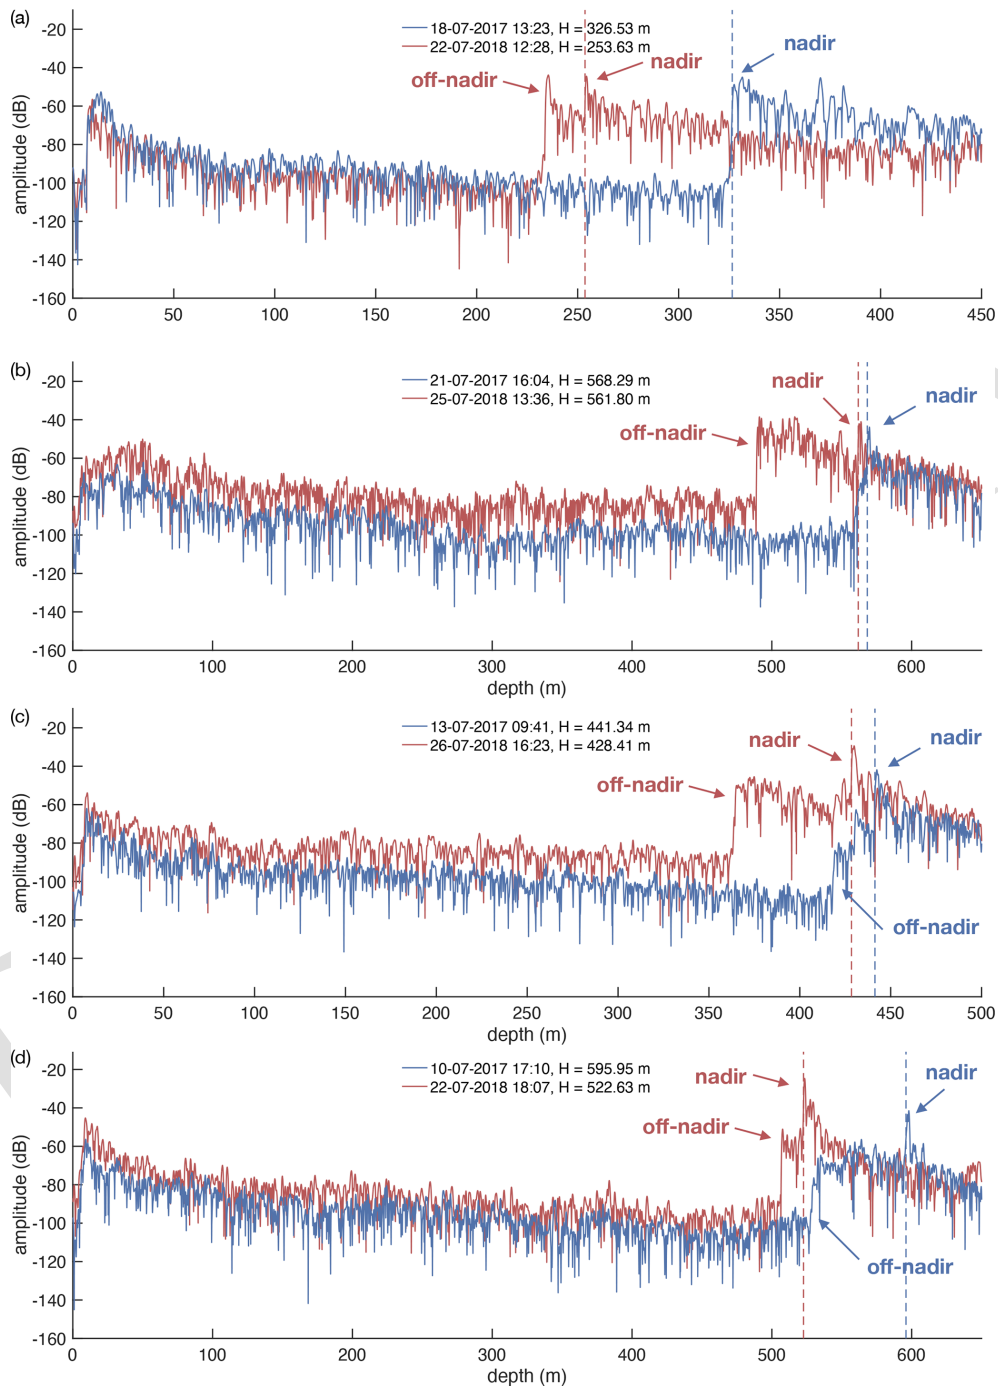 (a)
-20
-40
-60
-80
-100
-120
-140
-160
amplitude (dB)
18-07-2017 13:23, H = 326.53 m
22-07-2018 12:28, H = 253.63 m
off-nadir
nadir
nadir
0 50 100 150 200 250 300 350 400 450
(b)
-20
-40
-60
-80
-100
-120
-140
-160
amplitude (dB)
21-07-2017 16:04, H = 568.29 m
25-07-2018 13:36, H = 561.80 m
off-nadir
nadir
nadir
0 100 200 300 400 500 600
depth (m)
(c)
-20
-40
-60
-80
-100
-120
-140
-160
amplitude (dB)
13-07-2017 09:41, H = 441.34 m
26-07-2018 16:23, H = 428.41 m
off-nadir
nadir
nadir
off-nadir
0 50 100 150 200 250 300 350 400 450 500
depth (m)
(d)
-20
-40
-60
-80
-100
-120
-140
-160
amplitude (dB)
10-07-2017 17:10, H = 595.95 m
22-07-2018 18:07, H = 522.63 m
nadir
off-nadir
nadir
off-nadir
0 100 200 300 400 500 600
depth (m)